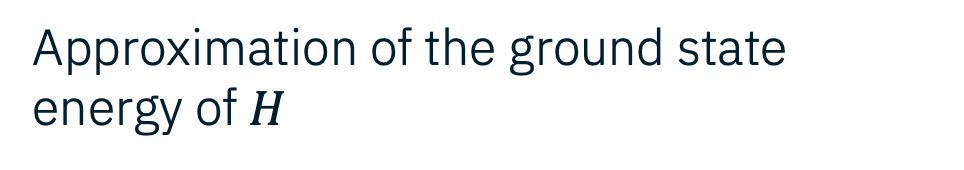 Approximation of the ground state
energy of H